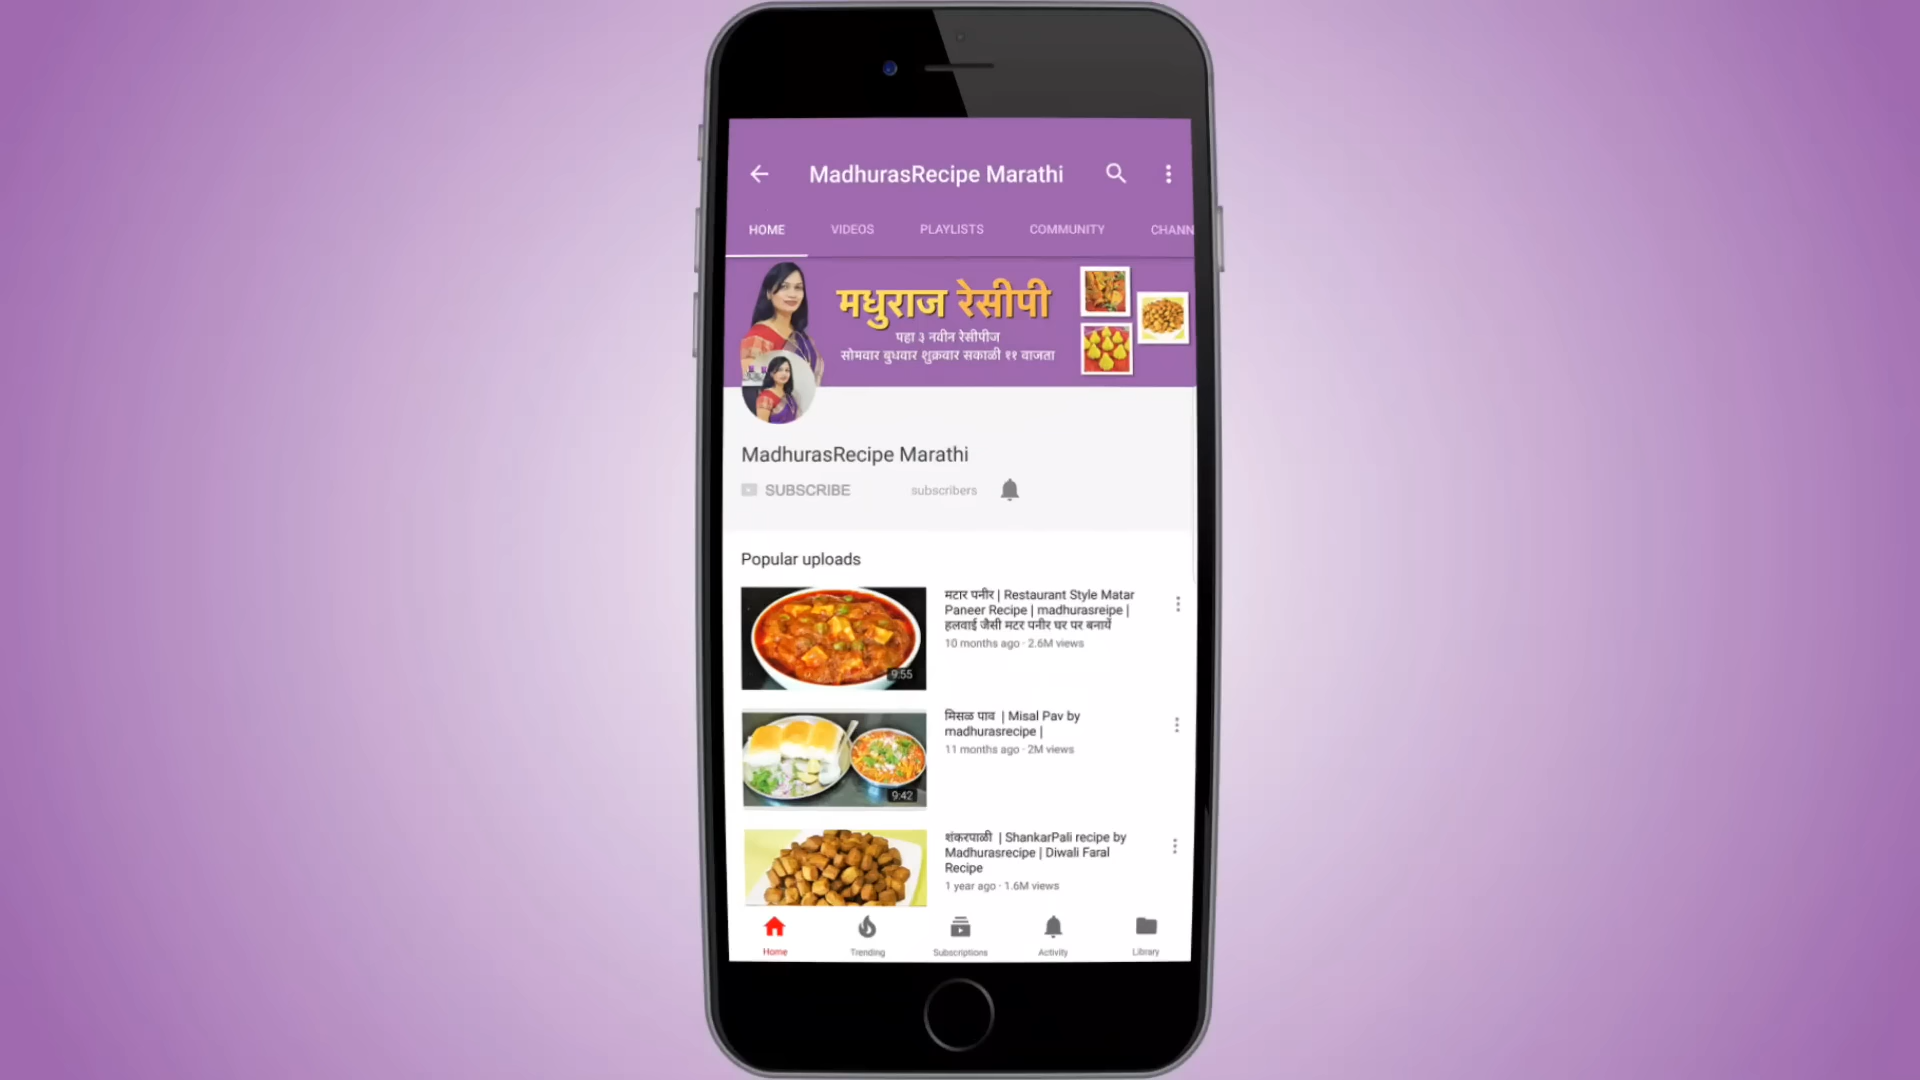 MadhurasRecipe Marathi
HOME VIDEOS PLAYLISTS COMMUNITY CHANN
मधुराज रेसीपी
पहा ३ नवीन रेसीपीज
सोमवार बुधवार शुक्रवार सकाळी ११ वाजता
MadhurasRecipe Marathi
SUBSCRIBE subscribers
Popular uploads
मटार पनीर | Restaurant Style Matar
Paneer Recipe | madhurasreipe |
हलवाई जैसी मटर पनीर घर पर बनायें
10 months ago · 2.6M views
9:55
मिसळ पाव | Misal Pav by
madhurasrecipe |
11 months ago · 2M views
9:42
शंकरपाळी | ShankarPali recipe by
Madhurasrecipe | Diwali Faral
Recipe
1 year ago · 1.6M views
Home Trending Subscriptions Activity Library